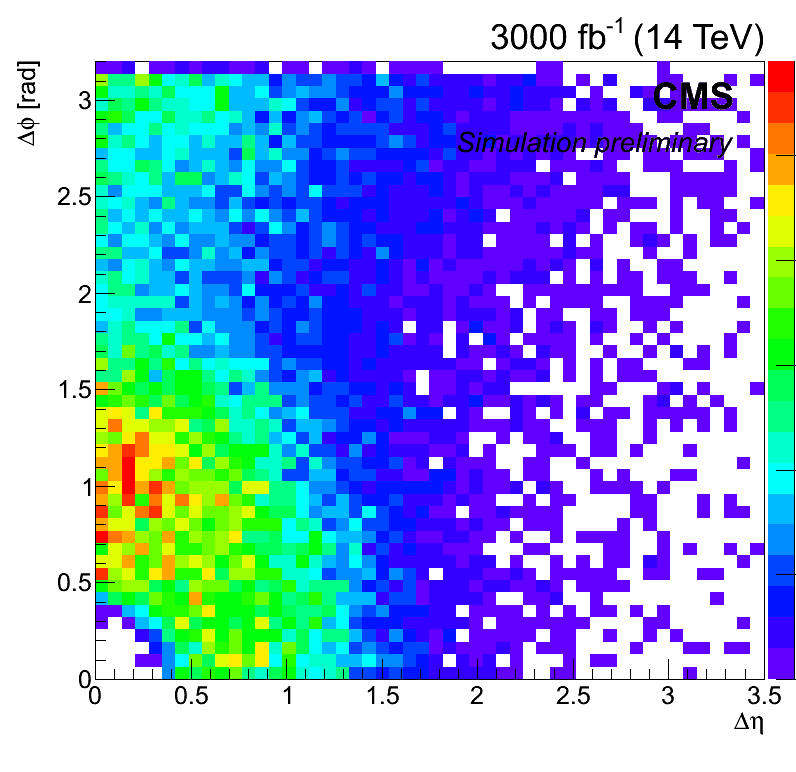 3000 fb-1 (14 TeV)
Δφ [rad]
CMS
Simulation preliminary
3
2.5
2
1.5
1
0.5
0
0 0.5 1 1.5 2 2.5 3 3.5
Δη